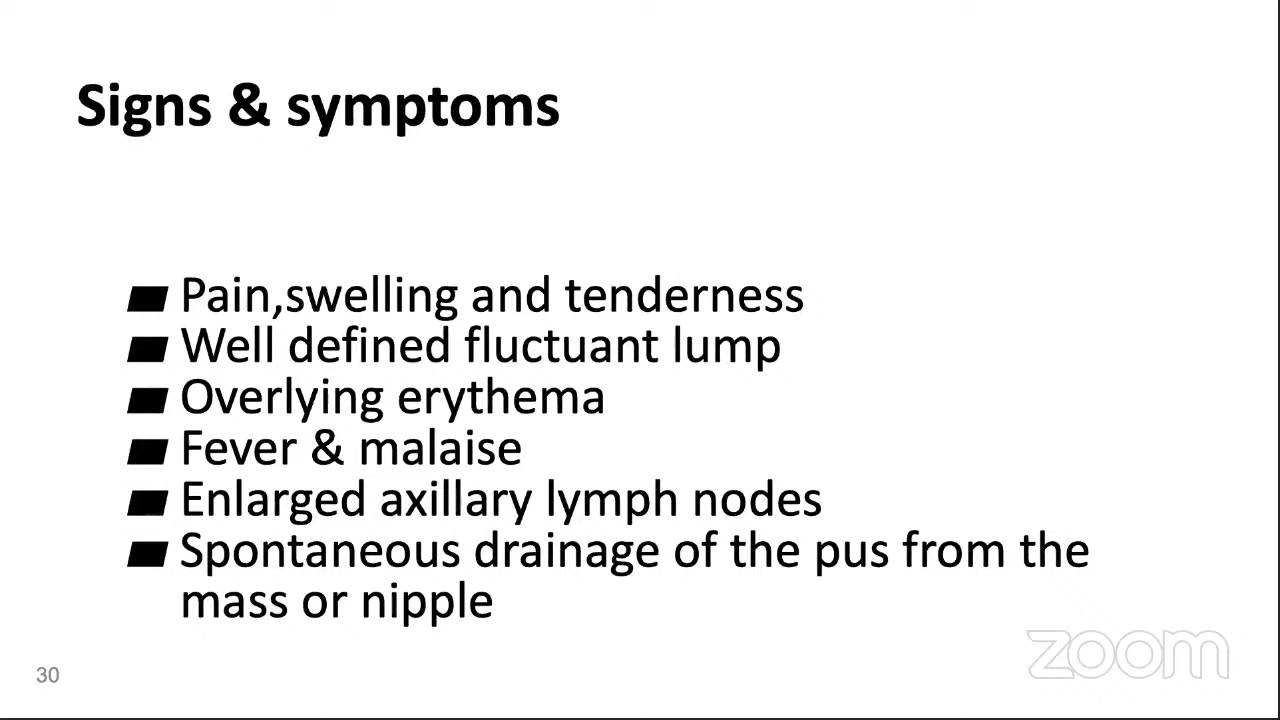 Signs & symptoms
Pain,swelling and tenderness
Well defined fluctuant lump
Overlying erythema
Fever & malaise
Enlarged axillary lymph nodes
Spontaneous drainage of the pus from the
mass or nipple
30
zoom